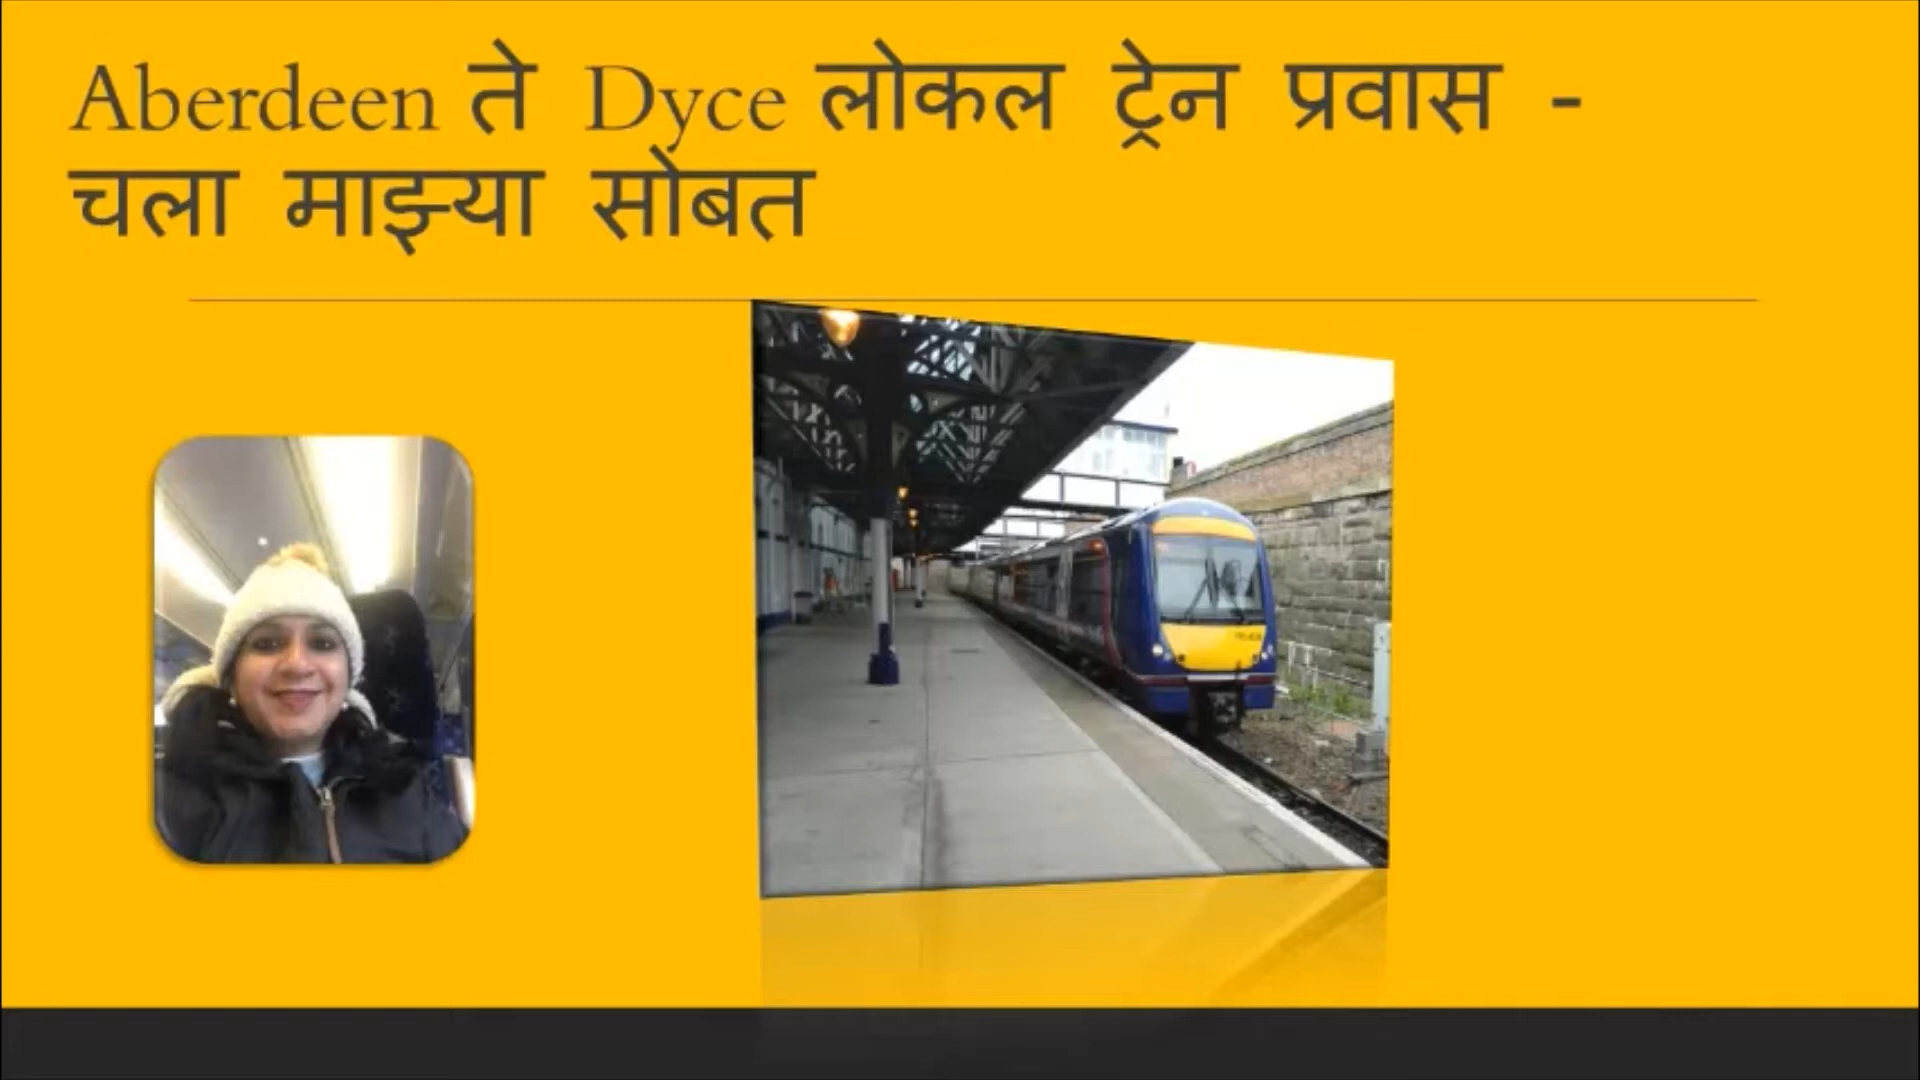 Aberdeen ते Dyce लोकल ट्रेन प्रवास -
चला माझ्या सोबत